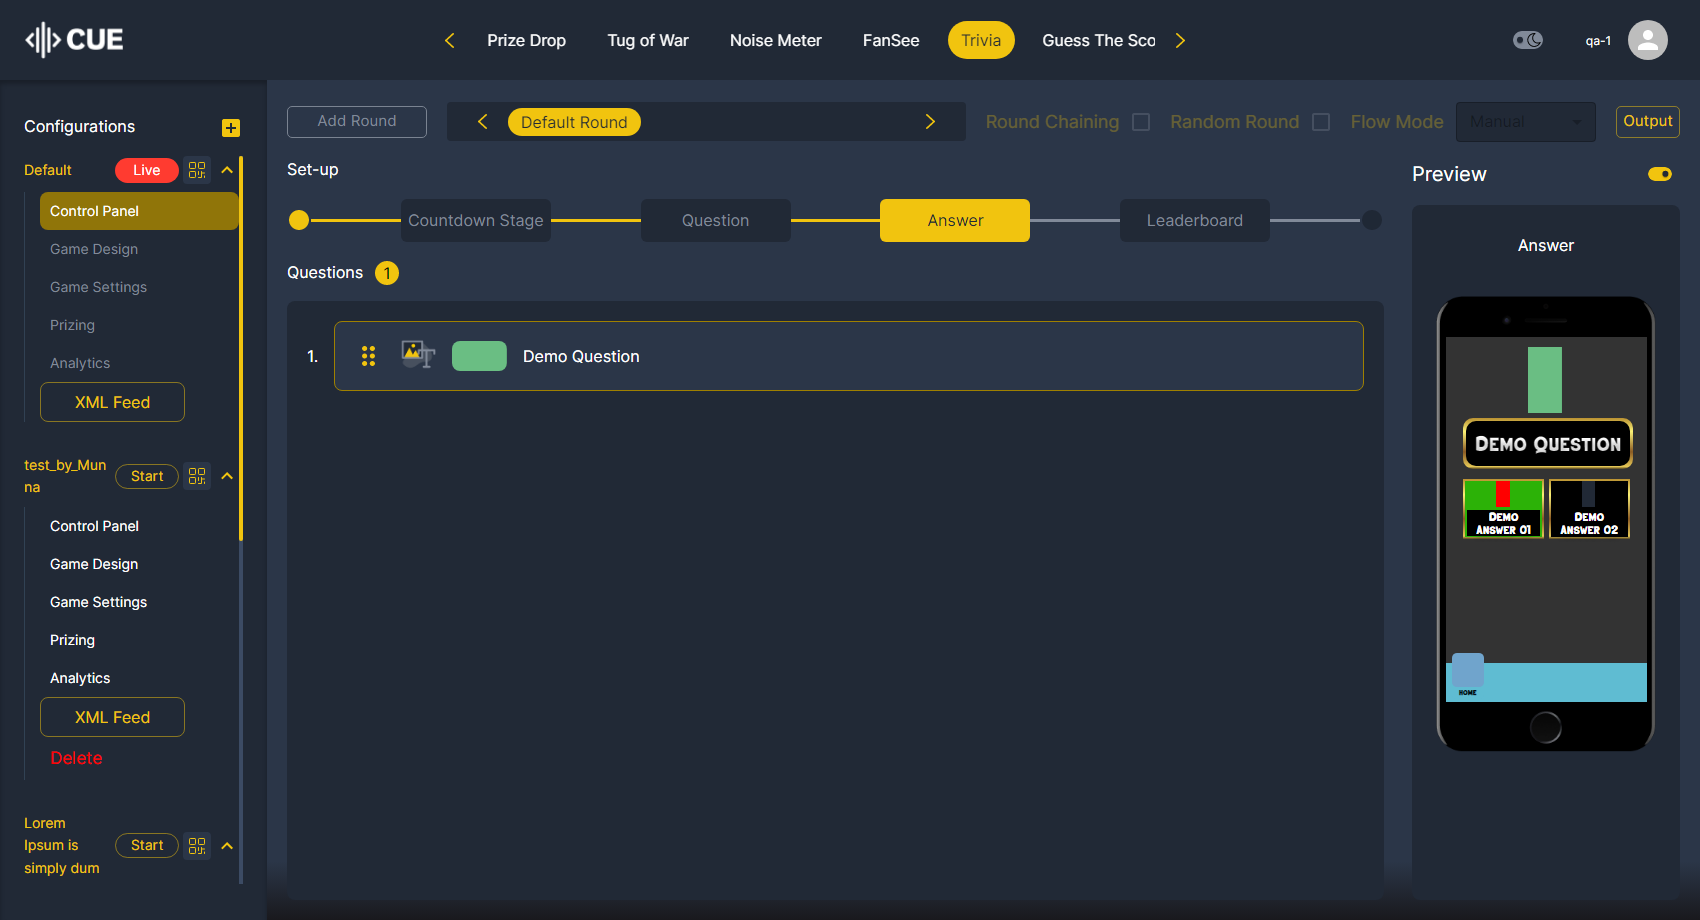 CUE
Prize Drop
Tug of War
Noise Meter
FanSee
Trivia
Guess The Sco
qa-1
Configurations
Default
Live
Control Panel
Game Design
Game Settings
Prizing
Analytics
XML Feed
test_by_Mun
na
Start
Control Panel
Game Design
Game Settings
Prizing
Analytics
XML Feed
Delete
Lorem
Ipsum is
simply dum
Start
Add Round
Default Round
Round Chaining
Random Round
Flow Mode
Manual
Output
Set-up
Countdown Stage
Question
Answer
Leaderboard
Questions
1
1.
Demo Question
Preview
Answer
DEMO QUESTION
DEMO
ANSWER 01
DEMO
ANSWER 02
HOME